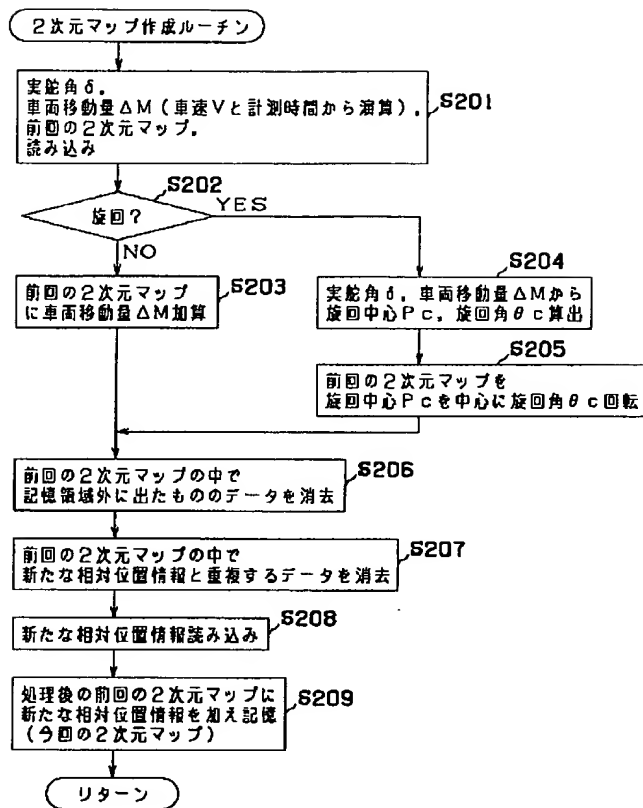 2次元マップ作成ルーチン
S201
実舵角δ,
車両移動量ΔM(車速Vと計測時間から演算),
前回の2次元マップ,
読み込み
S202
旋回?
YES
NO
S203
前回の2次元マップ
に車両移動量ΔM加算
S204
実舵角δ,車両移動量ΔMから
旋回中心Pc,旋回角θc算出
S205
前回の2次元マップを
旋回中心Pcを中心に旋回角θc回転
S206
前回の2次元マップの中で
記憶領域外に出たもののデータを消去
S207
前回の2次元マップの中で
新たな相対位置情報と重複するデータを消去
S208
新たな相対位置情報読み込み
S209
処理後の前回の2次元マップに
新たな相対位置情報を加え記憶
(今回の2次元マップ)
リターン